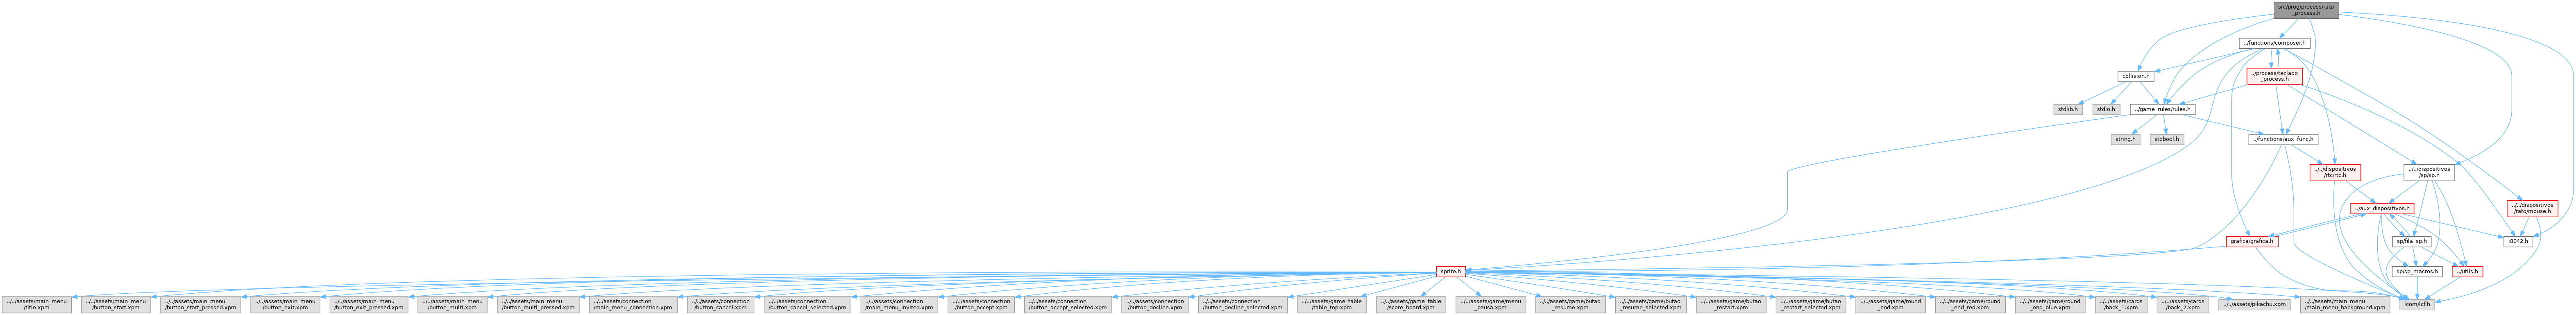 src/prog/process/rato
_process.h
../functions/composer.h
collision.h
../process/teclado
_process.h
stdlib.h
stdio.h
../game_rules/rules.h
string.h
stdbool.h
../functions/aux_func.h
../../dispositivos
/rtc/rtc.h
../../dispositivos
/sp/sp.h
../aux_dispositivos.h
../../dispositivos
/rato/mouse.h
grafica/grafica.h
sp/fila_sp.h
i8042.h
sprite.h
sp/sp_macros.h
../utils.h
../../assets/main_menu
/title.xpm
../../assets/main_menu
/button_start.xpm
../../assets/main_menu
/button_start_pressed.xpm
../../assets/main_menu
/button_exit.xpm
../../assets/main_menu
/button_exit_pressed.xpm
../../assets/main_menu
/button_multi.xpm
../../assets/main_menu
/button_multi_pressed.xpm
../../assets/connection
/main_menu_connection.xpm
../../assets/connection
/button_cancel.xpm
../../assets/connection
/button_cancel_selected.xpm
../../assets/connection
/main_menu_invited.xpm
../../assets/connection
/button_accept.xpm
../../assets/connection
/button_accept_selected.xpm
../../assets/connection
/button_decline.xpm
../../assets/connection
/button_decline_selected.xpm
../../assets/game_table
/table_top.xpm
../../assets/game_table
/score_board.xpm
../../assets/game/menu
_pausa.xpm
../../assets/game/butao
_resume.xpm
../../assets/game/butao
_resume_selected.xpm
../../assets/game/butao
_restart.xpm
../../assets/game/butao
_restart_selected.xpm
../../assets/game/round
_end.xpm
../../assets/game/round
_end_red.xpm
../../assets/game/round
_end_blue.xpm
../../assets/cards
/back_1.xpm
../../assets/cards
/back_2.xpm
../../assets/pikachu.xpm
../../assets/main_menu
/main_menu_background.xpm
lcom/lcf.h